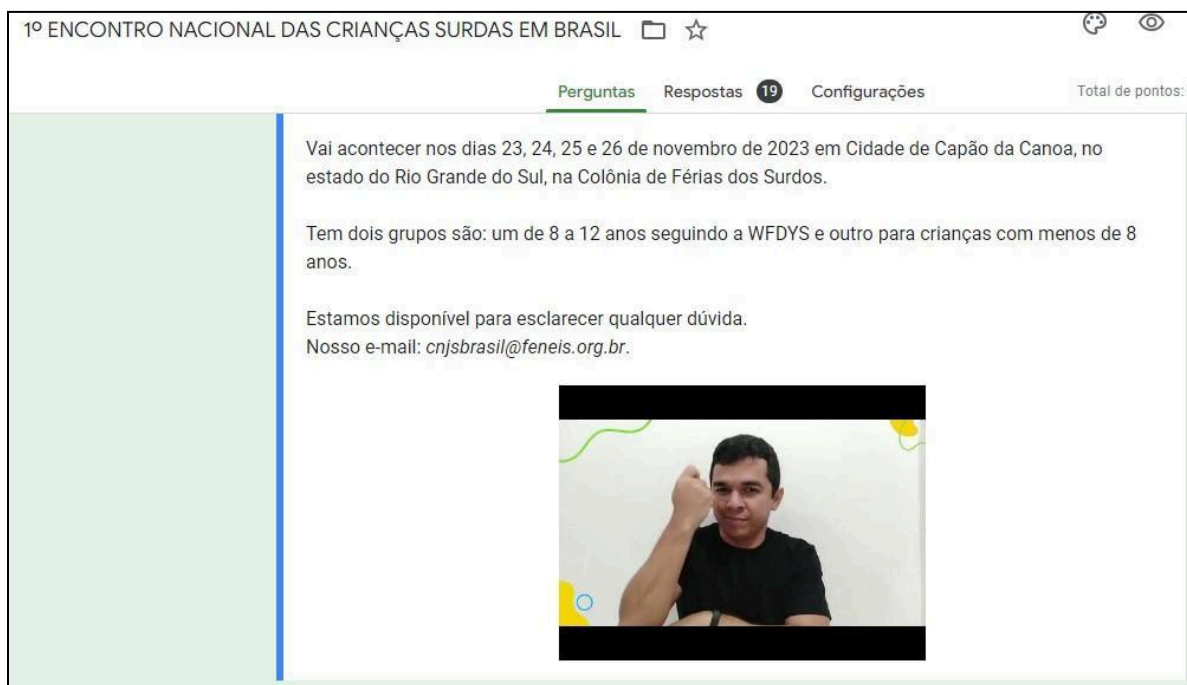 1º ENCONTRO NACIONAL DAS CRIANÇAS SURDAS EM BRASIL
Perguntas Respostas 19 Configurações Total de pontos:
Vai acontecer nos dias 23, 24, 25 e 26 de novembro de 2023 em Cidade de Capão da Canoa, no
estado do Rio Grande do Sul, na Colônia de Férias dos Surdos.
Tem dois grupos são: um de 8 a 12 anos seguindo a WFDYS e outro para crianças com menos de 8
anos.
Estamos disponível para esclarecer qualquer dúvida.
Nosso e-mail: cnjsbrasil@feneis.org.br.